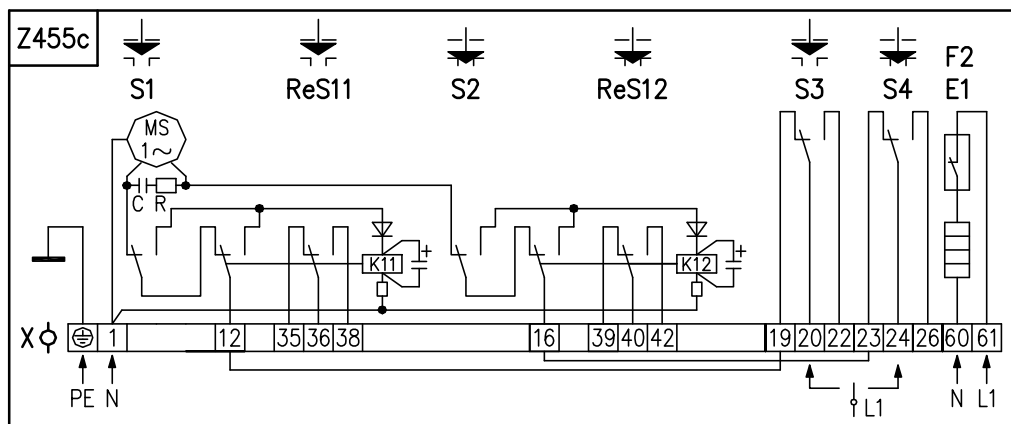 Z455c
S1 ReS11 S2 ReS12 S3 S4 F2
E1
MS
1~
C R
K11 + K12 +
X 1 12 35 36 38 16 39 40 42 19 20 22 23 24 26 60 61
PE N L1 N L1